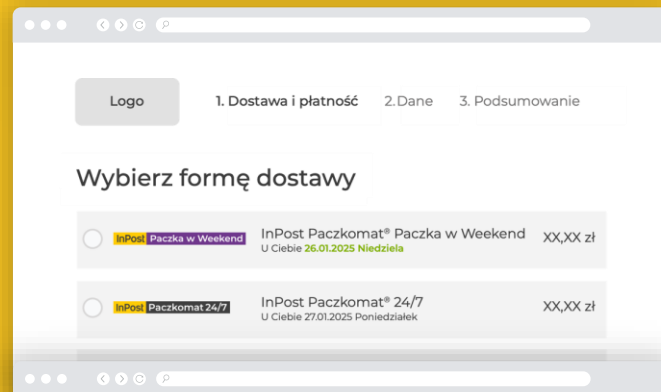 Logo
1. Dostawa i płatność 2.Dane 3. Podsumowanie
Wybierz formę dostawy
InPost Paczka w Weekend InPost Paczkomat® Paczka w Weekend XX,XX zł
U Ciebie 26.01.2025 Niedziela
InPost Paczkomat 24/7 InPost Paczkomat® 24/7 XX,XX zł
U Ciebie 27.01.2025 Poniedziałek